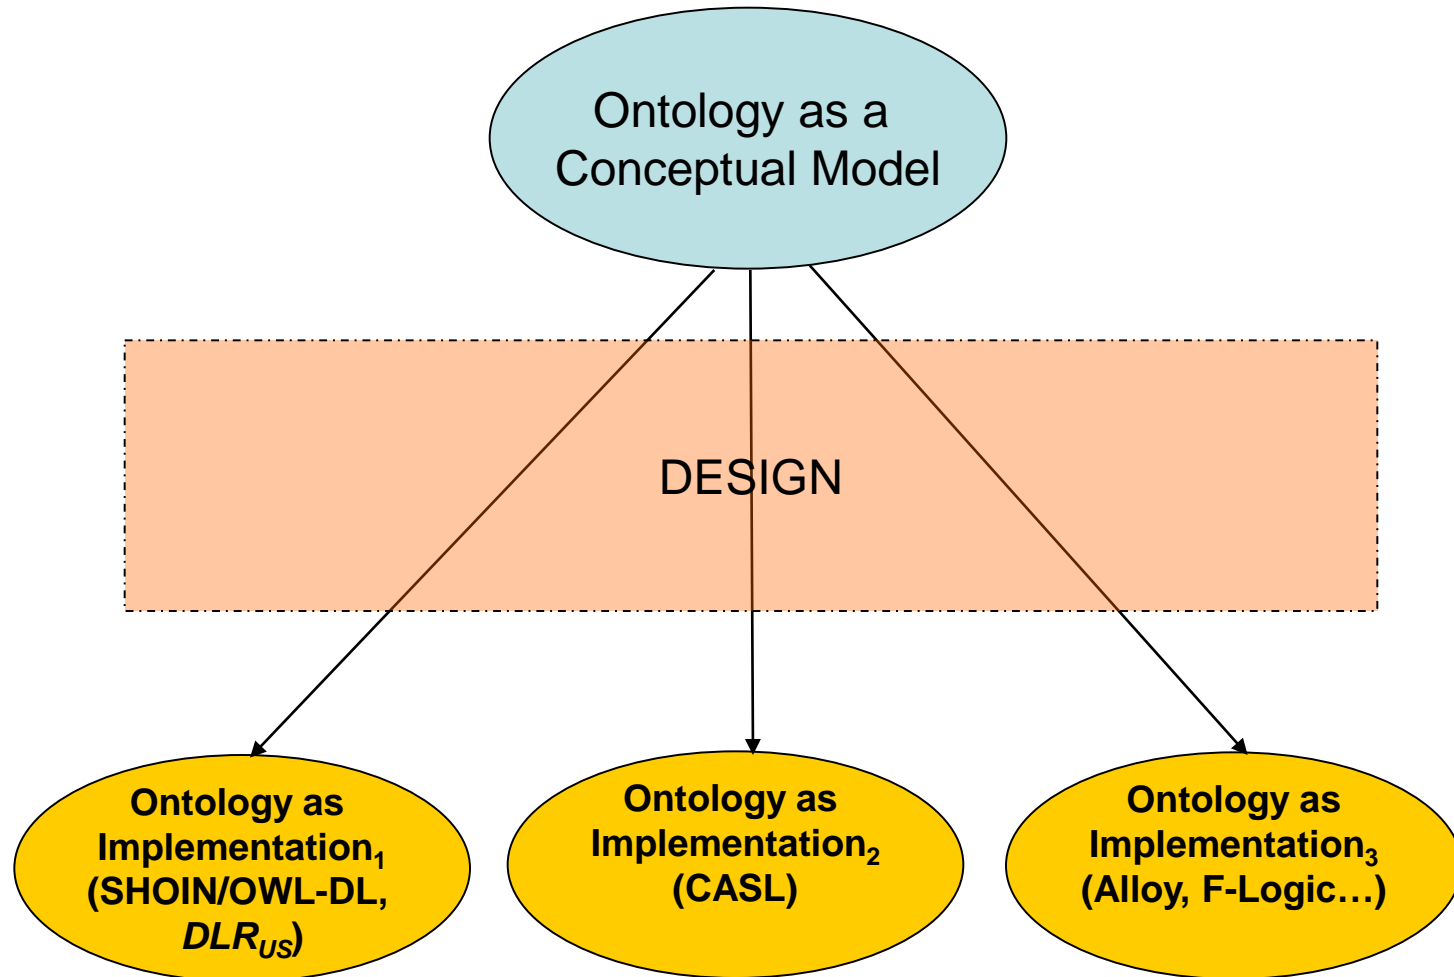 Ontology as a
Conceptual Model
DESIGN
Ontology as
Implementation₁
(SHOIN/OWL-DL,
DLR_US)
Ontology as
Implementation₂
(CASL)
Ontology as
Implementation₃
(Alloy, F-Logic…)